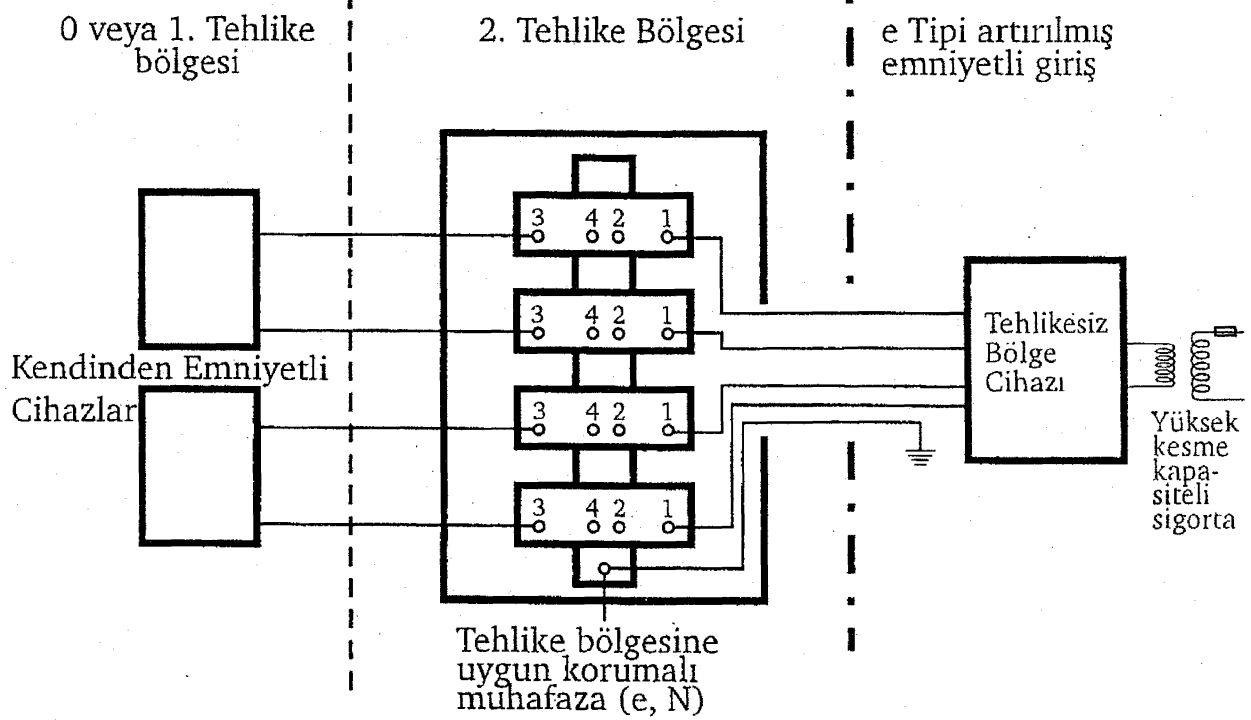 0 veya 1. Tehlike
bölgesi
2. Tehlike Bölgesi
e Tipi artırılmış
emniyetli giriş
3 4 2 1
3 4 2 1
3 4 2 1
3 4 2 1
Kendinden Emniyetli
Cihazlar
Tehlikesiz
Bölge
Cihazı
Yüksek
kesme
kapa-
siteli
sigorta
Tehlike bölgesine
uygun korumalı
muhafaza (e, N)